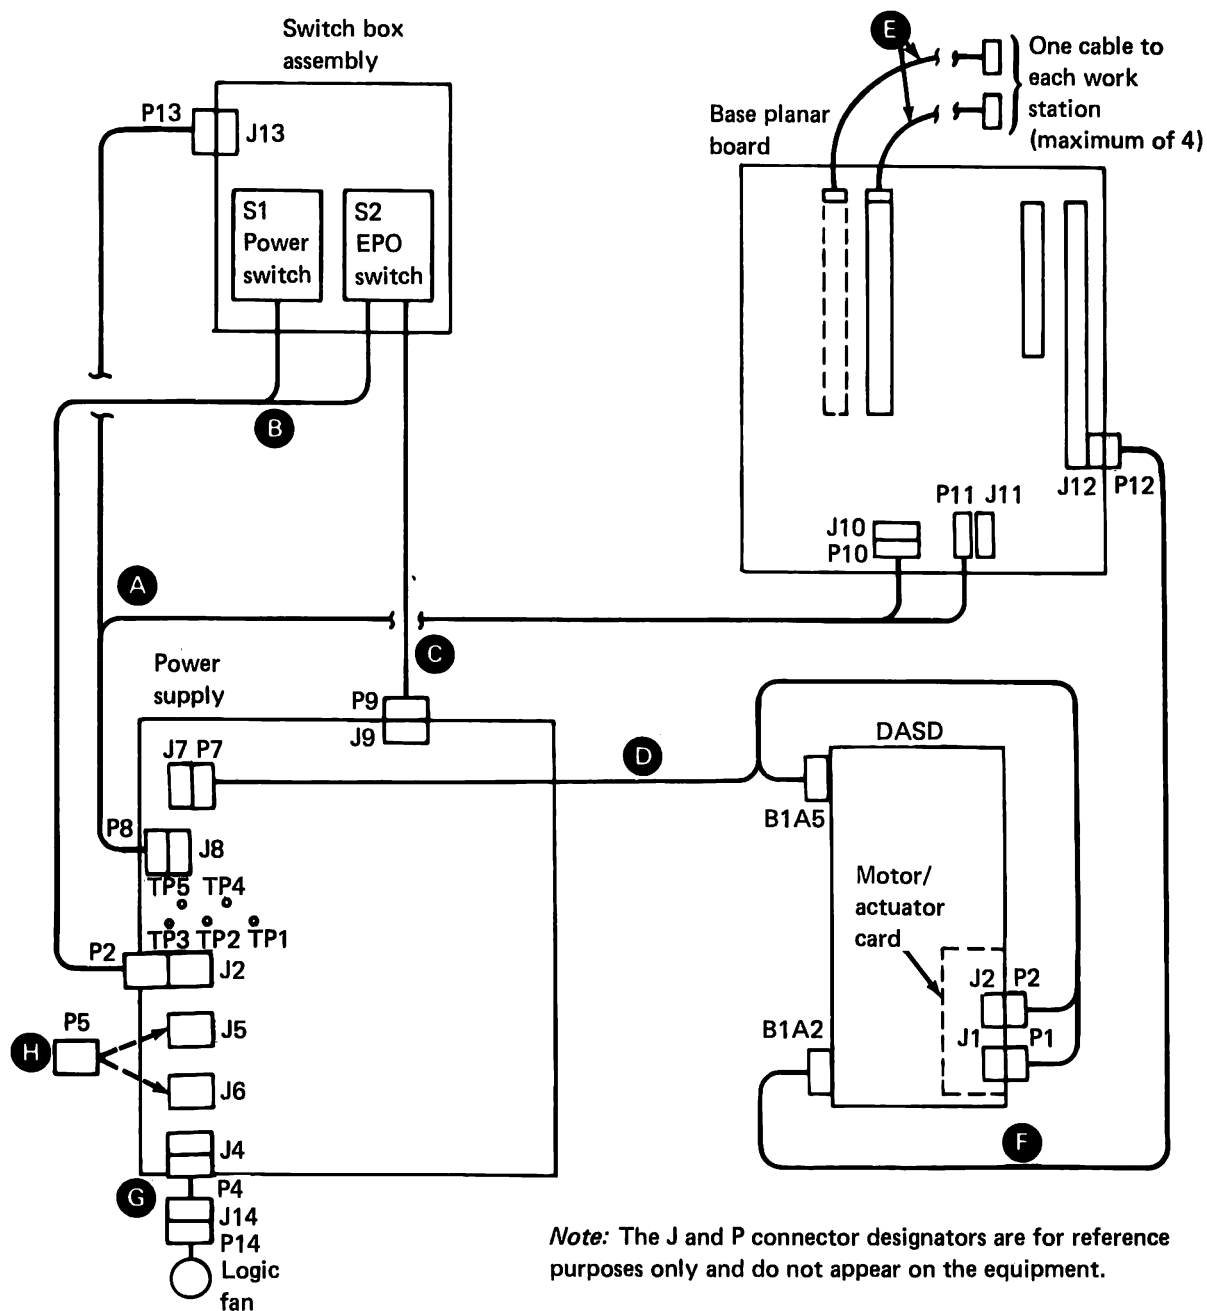 Switch box
assembly
E
One cable to
each work
station
(maximum of 4)
P13
J13
Base planar
board
S1
Power
switch
S2
EPO
switch
B
J12 P12
P11 J11
J10
P10
A
C
Power
supply
P9
J9
J7 P7
D
DASD
B1A5
P8
J8
TP5 TP4
TP3 TP2 TP1
Motor/
actuator
card
P2
J2
J2 P2
P5
J5
H
B1A2
J1 P1
J6
J4
F
G
P4
J14
P14
Logic
fan
Note: The J and P connector designators are for reference
purposes only and do not appear on the equipment.